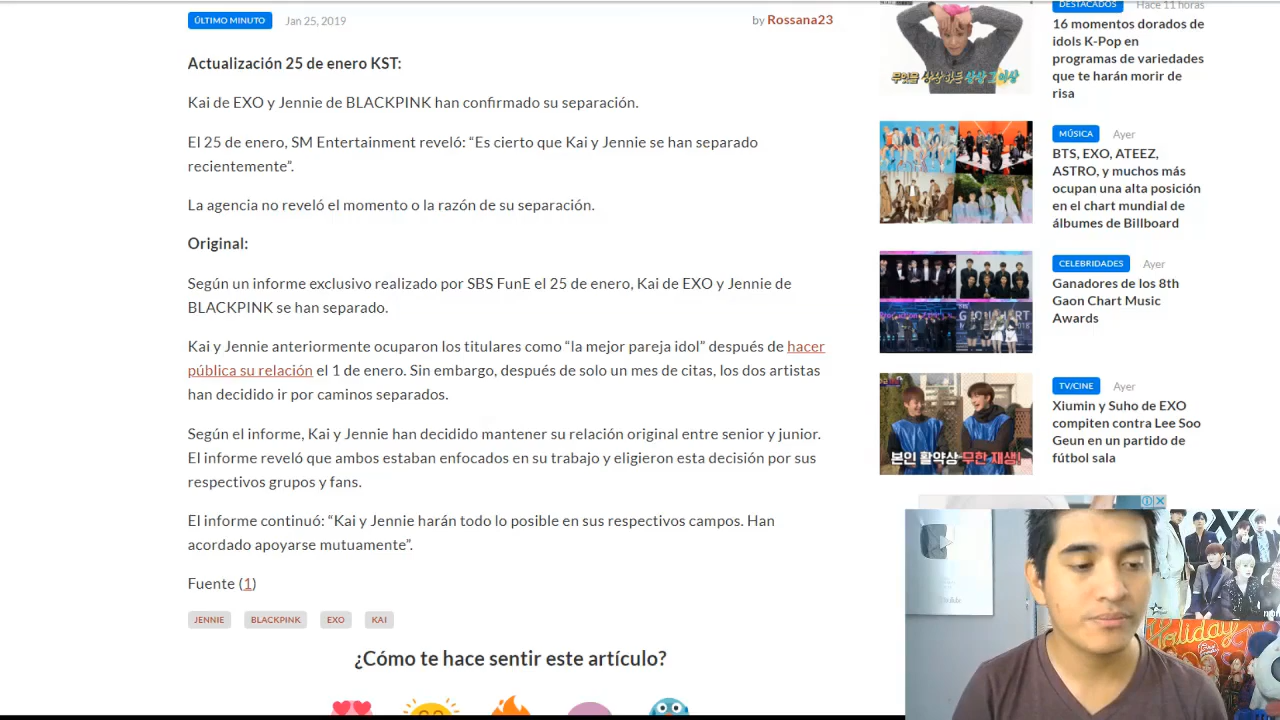 ÚLTIMO MINUTO Jan 25, 2019 by Rossana23
Actualización 25 de enero KST:
Kai de EXO y Jennie de BLACKPINK han confirmado su separación.
El 25 de enero, SM Entertainment reveló: “Es cierto que Kai y Jennie se han separado
recientemente”.
La agencia no reveló el momento o la razón de su separación.
Original:
Según un informe exclusivo realizado por SBS FunE el 25 de enero, Kai de EXO y Jennie de
BLACKPINK se han separado.
Kai y Jennie anteriormente ocuparon los titulares como “la mejor pareja idol” después de hacer
pública su relación el 1 de enero. Sin embargo, después de solo un mes de citas, los dos artistas
han decidido ir por caminos separados.
Según el informe, Kai y Jennie han decidido mantener su relación original entre senior y junior.
El informe reveló que ambos estaban enfocados en su trabajo y eligieron esta decisión por sus
respectivos grupos y fans.
El informe continuó: “Kai y Jennie harán todo lo posible en sus respectivos campos. Han
acordado apoyarse mutuamente”.
Fuente (1)
JENNIE BLACKPINK EXO KAI
¿Cómo te hace sentir este artículo?
DESTACADOS Hace 11 horas
16 momentos dorados de
idols K-Pop en
programas de variedades
que te harán morir de
risa
MÚSICA Ayer
BTS, EXO, ATEEZ,
ASTRO, y muchos más
ocupan una alta posición
en el chart mundial de
álbumes de Billboard
CELEBRIDADES Ayer
Ganadores de los 8th
Gaon Chart Music
Awards
TV/CINE Ayer
Xiumin y Suho de EXO
compiten contra Lee Soo
Geun en un partido de
fútbol sala
본인 활약상 무한 재생!
Holiday